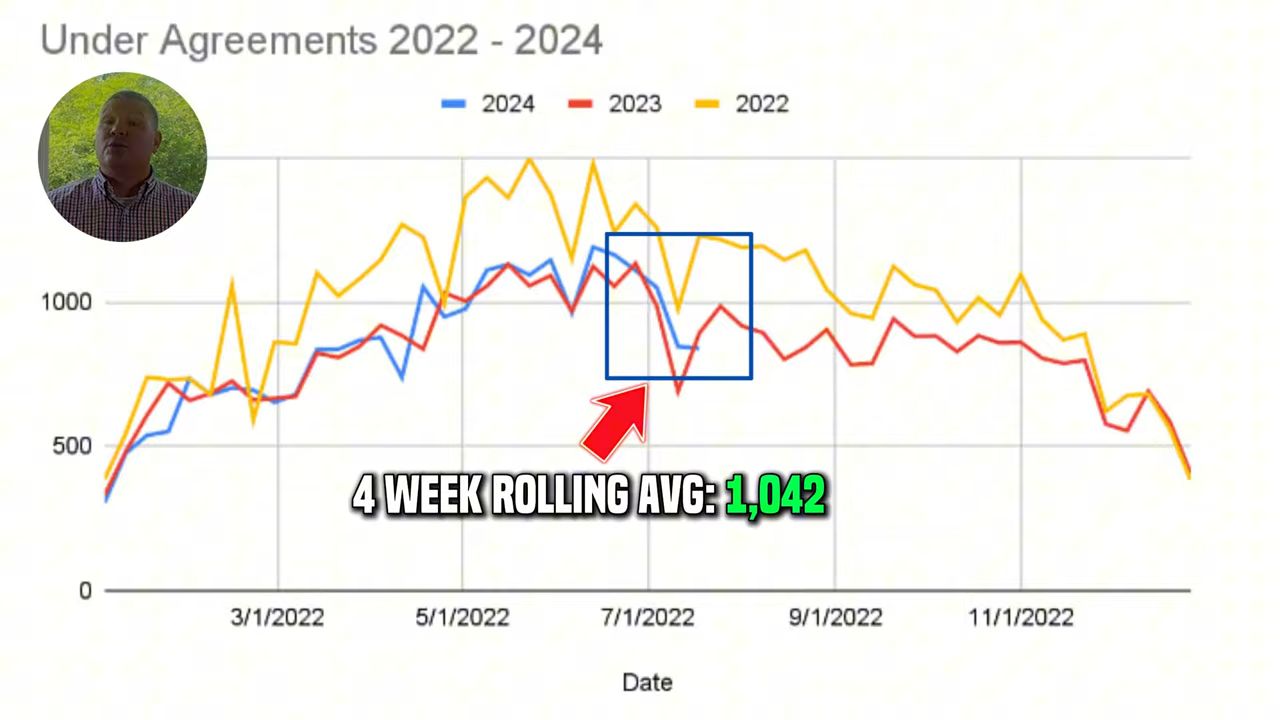 Under Agreements 2022 - 2024
2024 2023 2022
1000
500
0
3/1/2022 5/1/2022 7/1/2022 9/1/2022 11/1/2022
4 WEEK ROLLING AVG: 1,042
Date